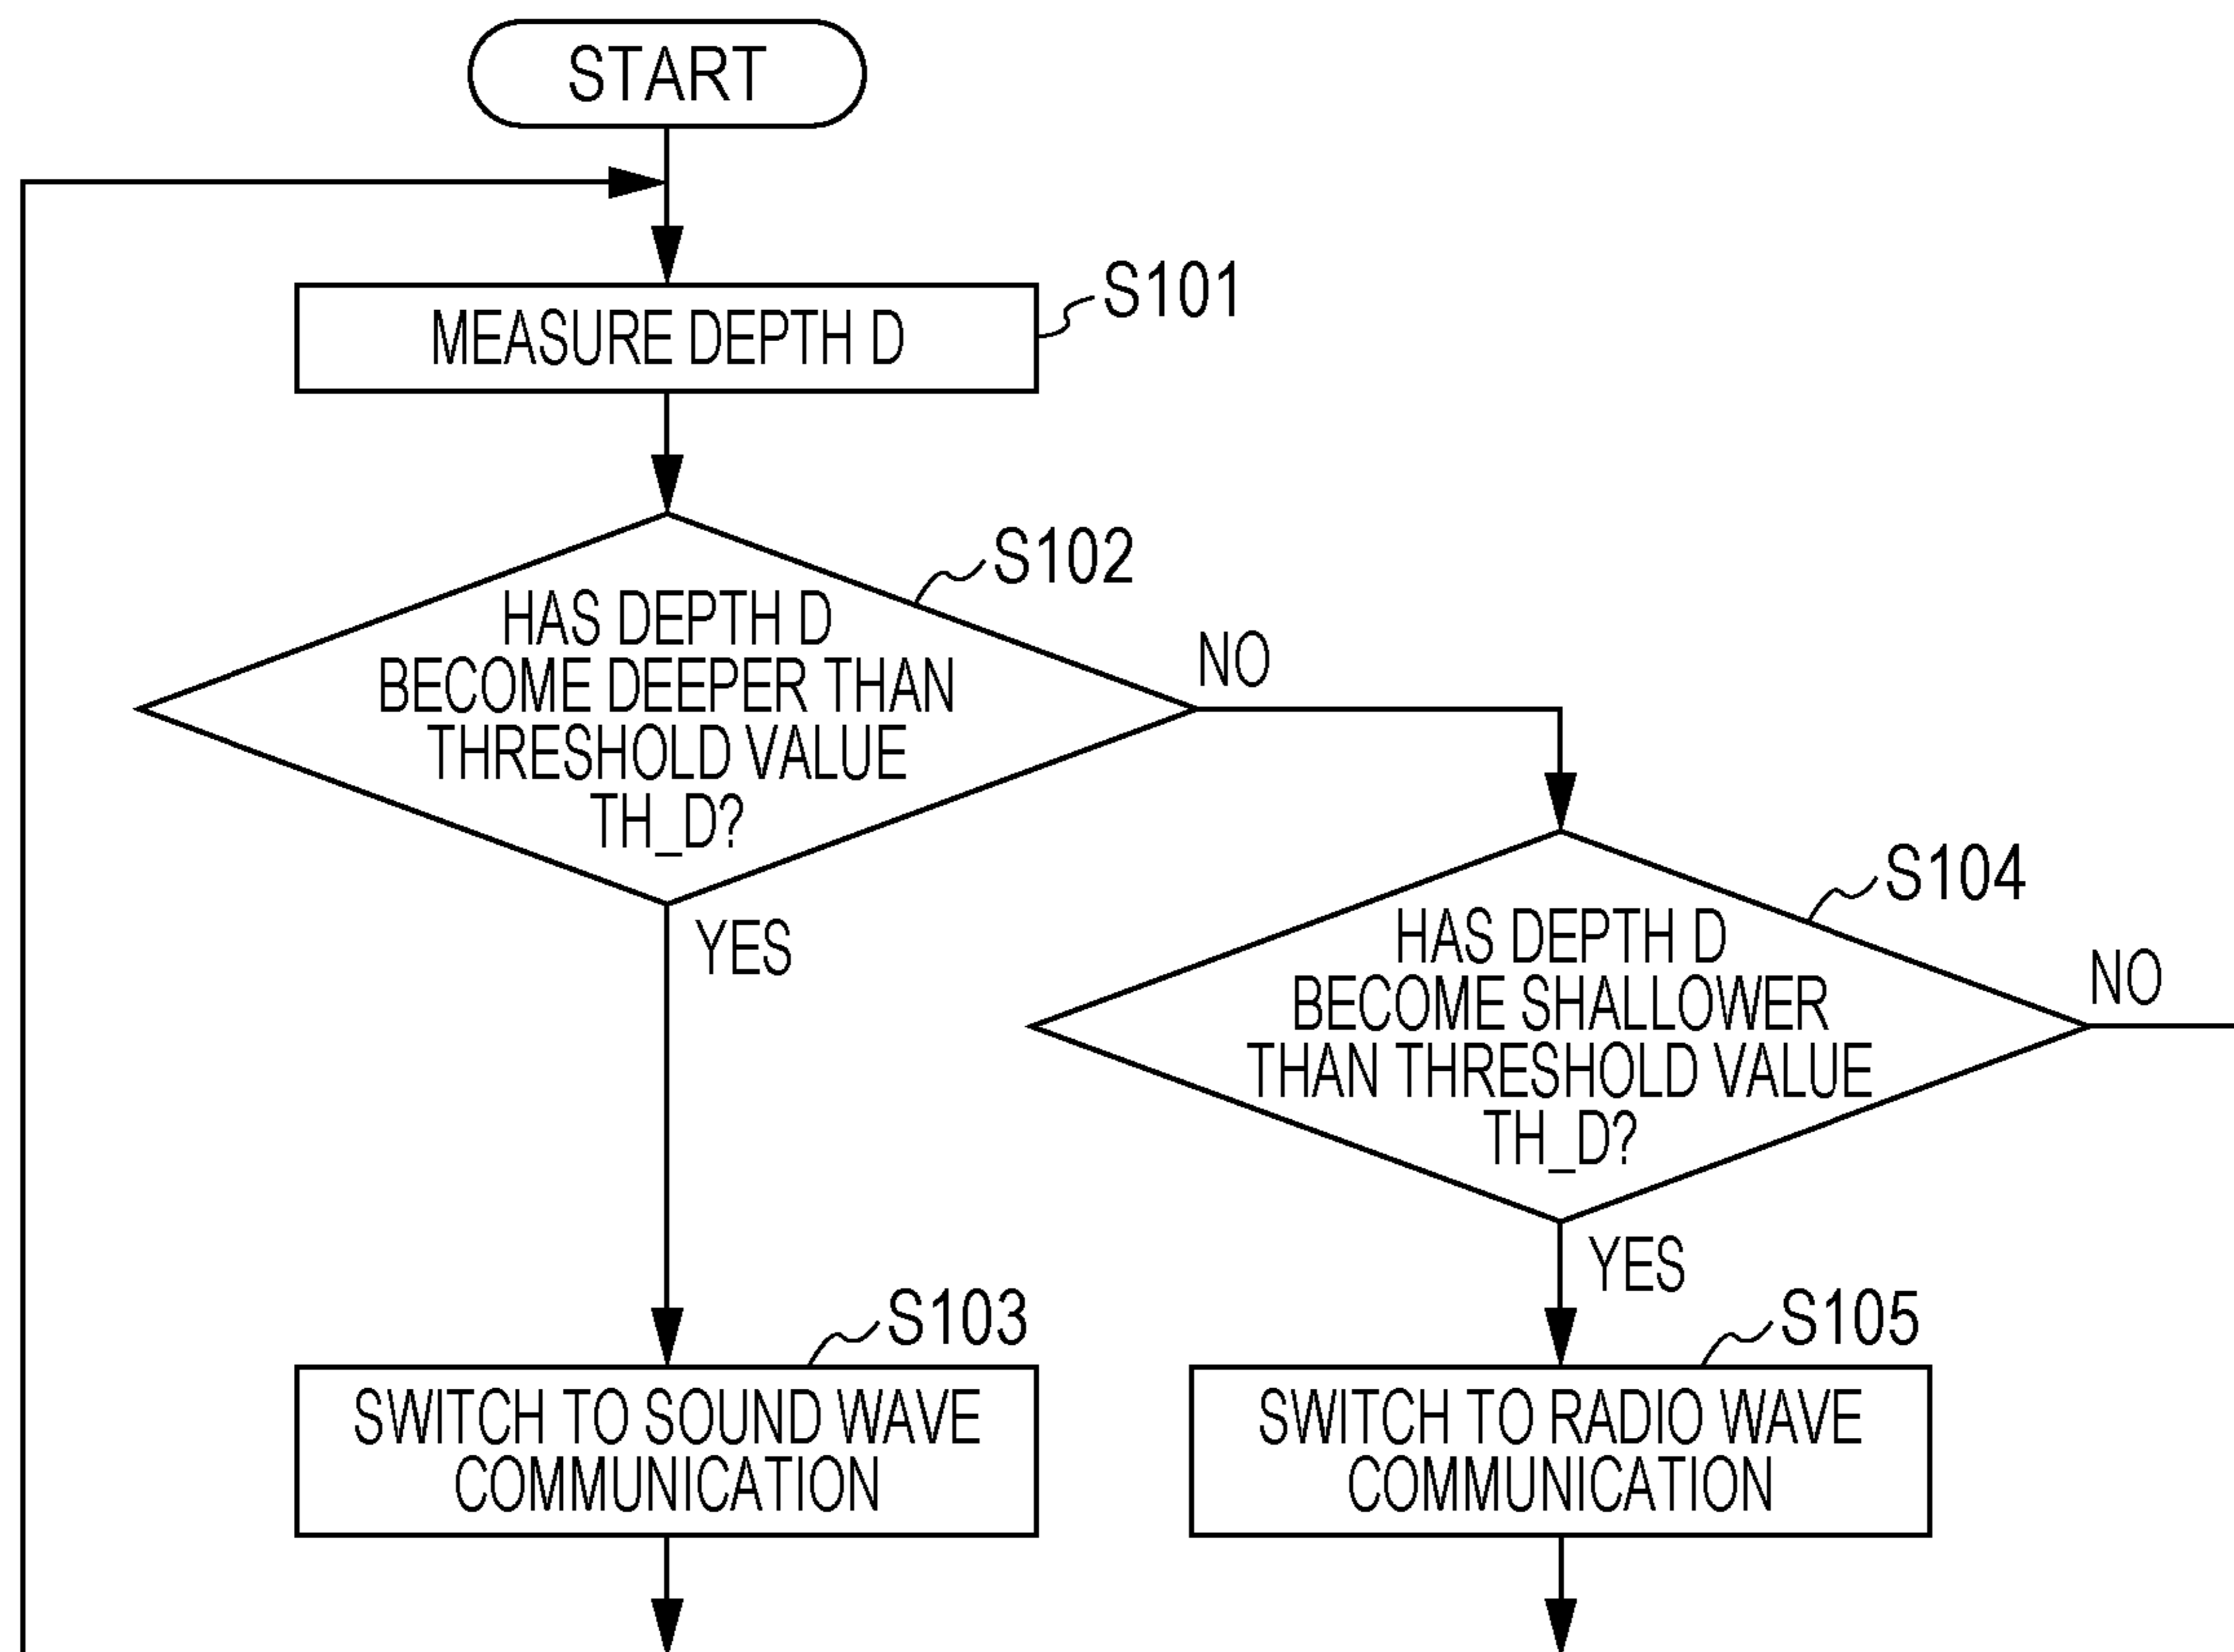 START
S101
MEASURE DEPTH D
S102
HAS DEPTH D
BECOME DEEPER THAN
THRESHOLD VALUE
TH_D?
NO
YES
S104
HAS DEPTH D
BECOME SHALLOWER
THAN THRESHOLD VALUE
TH_D?
NO
YES
S103
SWITCH TO SOUND WAVE
COMMUNICATION
S105
SWITCH TO RADIO WAVE
COMMUNICATION